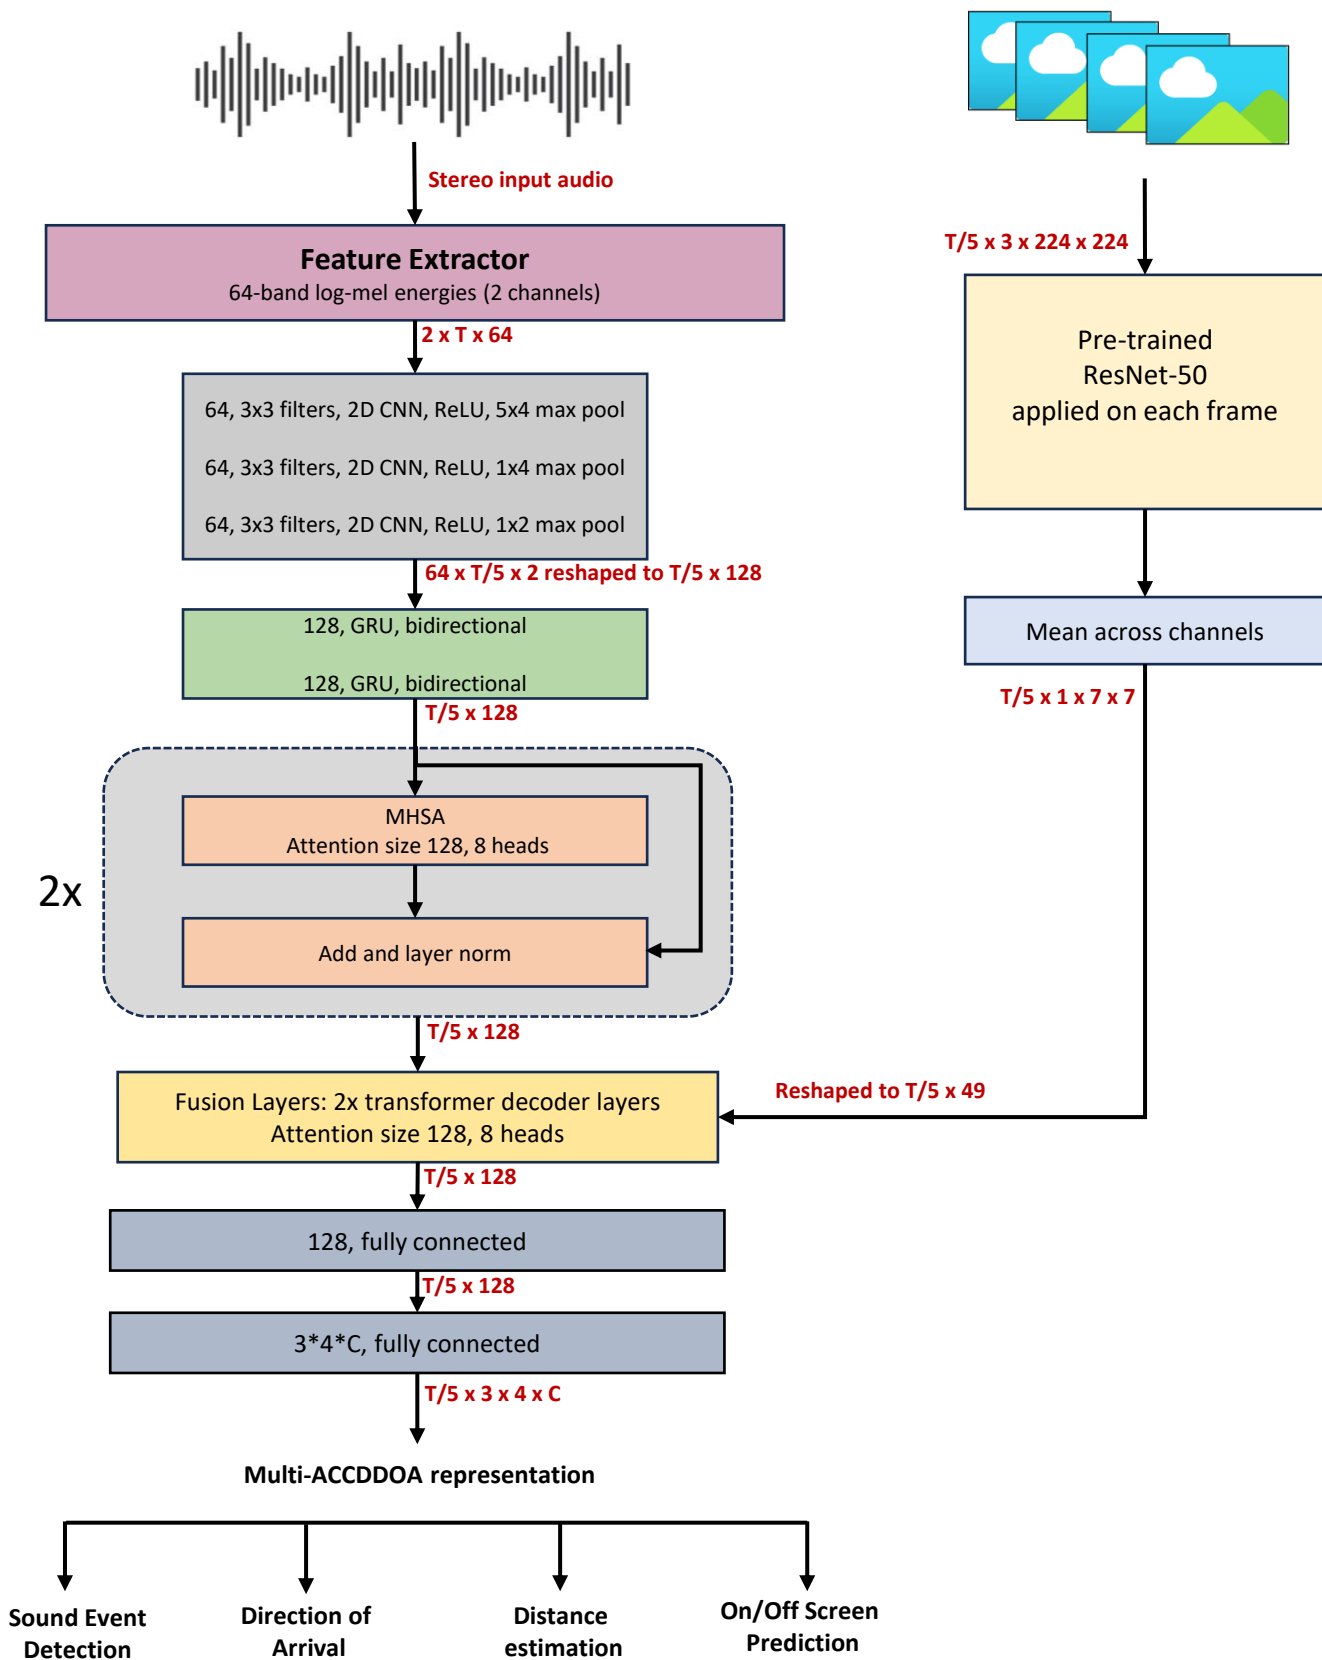 Stereo input audio
Feature Extractor
64-band log-mel energies (2 channels)
2 x T x 64
64, 3x3 filters, 2D CNN, ReLU, 5x4 max pool
64, 3x3 filters, 2D CNN, ReLU, 1x4 max pool
64, 3x3 filters, 2D CNN, ReLU, 1x2 max pool
64 x T/5 x 2 reshaped to T/5 x 128
128, GRU, bidirectional
128, GRU, bidirectional
T/5 x 128
2x
MHSA
Attention size 128, 8 heads
Add and layer norm
T/5 x 128
T/5 x 3 x 224 x 224
Pre-trained
ResNet-50
applied on each frame
Mean across channels
T/5 x 1 x 7 x 7
Reshaped to T/5 x 49
Fusion Layers: 2x transformer decoder layers
Attention size 128, 8 heads
T/5 x 128
128, fully connected
T/5 x 128
3*4*C, fully connected
T/5 x 3 x 4 x C
Multi-ACCDDOA representation
Sound Event
Detection
Direction of
Arrival
Distance
estimation
On/Off Screen
Prediction